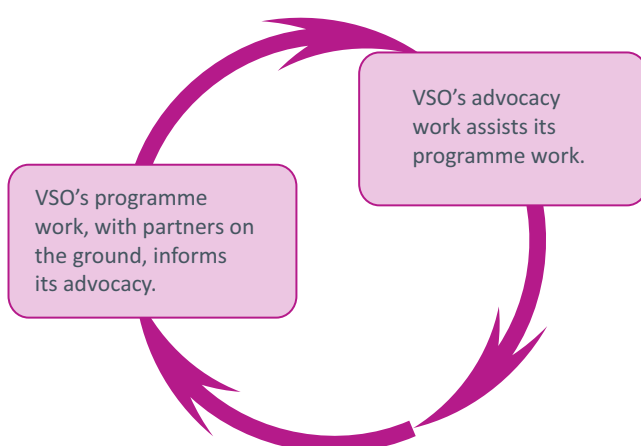 VSO’s advocacy
work assists its
programme work.
VSO’s programme
work, with partners on
the ground, informs
its advocacy.